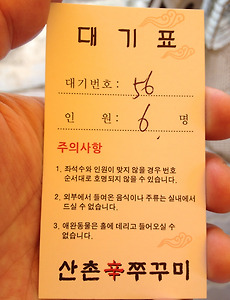 대기표
대기번호: 56
인 원: 6 명
주의사항
1. 좌석수와 인원이 맞지 않을 경우 번호
순서대로 호명되지 않을 수 있습니다.
2. 외부에서 들여온 음식이나 주류는 실내에서
드실 수 없습니다.
3. 애완동물은 홀에 데리고 들어오실 수
없습니다.
산촌辛쭈꾸미